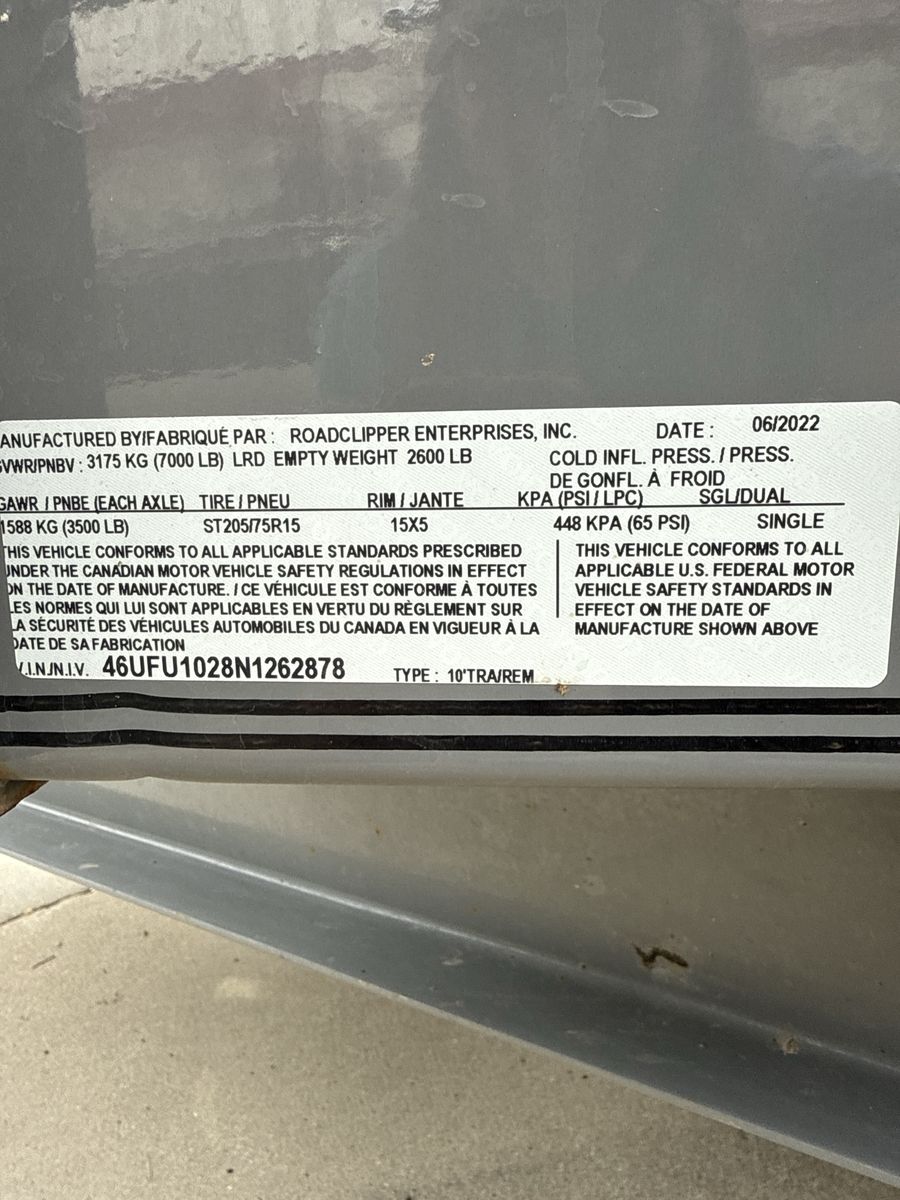 ANUFACTURED BY/FABRIQUÉ PAR : ROADCLIPPER ENTERPRISES, INC. DATE : 06/2022
GVWR/PNBV : 3175 KG (7000 LB) LRD EMPTY WEIGHT 2600 LB
COLD INFL. PRESS. / PRESS.
DE GONFL. À FROID
GAWR / PNBE (EACH AXLE) TIRE / PNEU RIM / JANTE KPA (PSI / LPC) SGL/DUAL
1588 KG (3500 LB) ST205/75R15 15X5 448 KPA (65 PSI) SINGLE
THIS VEHICLE CONFORMS TO ALL APPLICABLE STANDARDS PRESCRIBED
UNDER THE CANADIAN MOTOR VEHICLE SAFETY REGULATIONS IN EFFECT
ON THE DATE OF MANUFACTURE. / CE VÉHICULE EST CONFORME À TOUTES
LES NORMES QUI LUI SONT APPLICABLES EN VERTU DU RÈGLEMENT SUR
LA SÉCURITÉ DES VÉHICULES AUTOMOBILES DU CANADA EN VIGUEUR À LA
DATE DE SA FABRICATION
THIS VEHICLE CONFORMS TO ALL
APPLICABLE U.S. FEDERAL MOTOR
VEHICLE SAFETY STANDARDS IN
EFFECT ON THE DATE OF
MANUFACTURE SHOWN ABOVE
V.I.N./N.I.V. 46UFU1028N1262878 TYPE : 10'TRA/REM